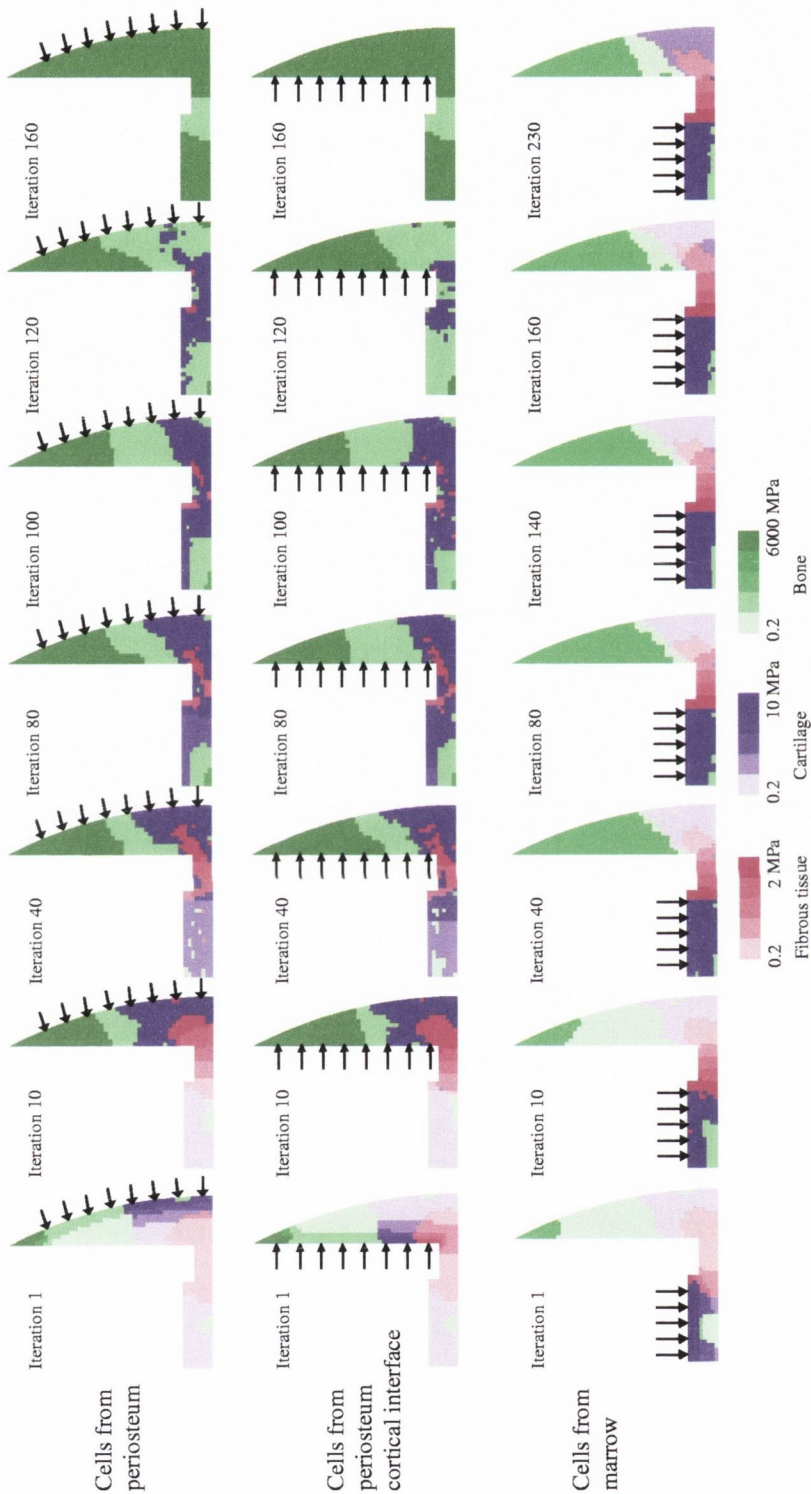 Cells from
periosteum
Iteration 1
Iteration 10
Iteration 40
Iteration 80
Iteration 100
Iteration 120
Iteration 160
Cells from
periosteum
cortical interface
Iteration 1
Iteration 10
Iteration 40
Iteration 80
Iteration 100
Iteration 120
Iteration 160
Cells from
marrow
Iteration 1
Iteration 10
Iteration 40
Iteration 80
Iteration 140
Iteration 160
Iteration 230
0.2 2 MPa
Fibrous tissue
0.2 10 MPa
Cartilage
0.2 6000 MPa
Bone